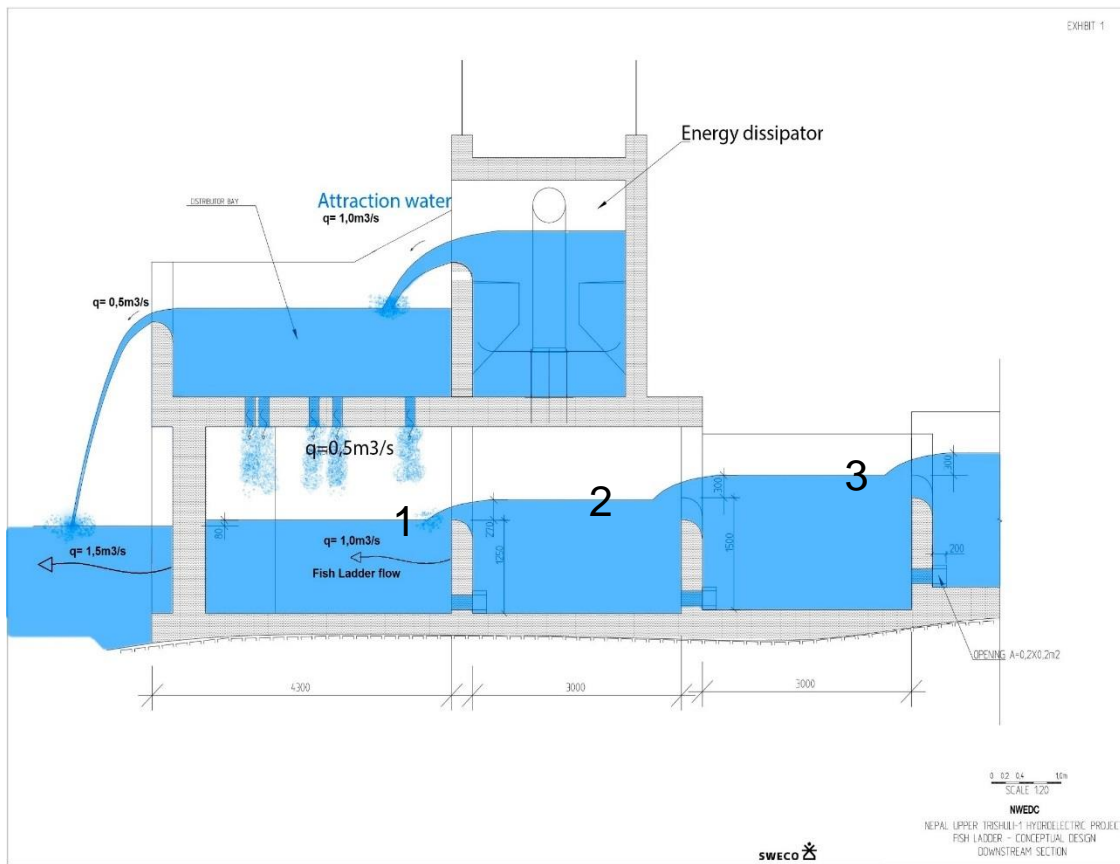 EXHIBIT 1
Energy dissipator
DISTRIBUTOR BAY
Attraction water
q= 1,0m3/s
q= 0,5m3/s
q=0,5m3/s
1
2
3
300
300
220
80
1250
1500
200
q= 1,5m3/s
q= 1,0m3/s
Fish Ladder flow
OPENING A=0,2X0,2m2
4300
3000
3000
0 0,2 0,4 1,0m
SCALE 1:20
NWEDC
NEPAL UPPER TRISHULI-1 HYDROELECTRIC PROJECT
FISH LADDER - CONCEPTUAL DESIGN
DOWNSTREAM SECTION
SWECO